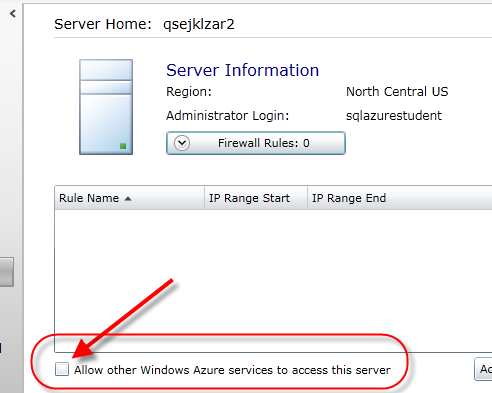 Server Home: qsejklzar2
Server Information
Region: North Central US
Administrator Login: sqlazurestudent
Firewall Rules: 0
Rule Name IP Range Start IP Range End
Allow other Windows Azure services to access this server